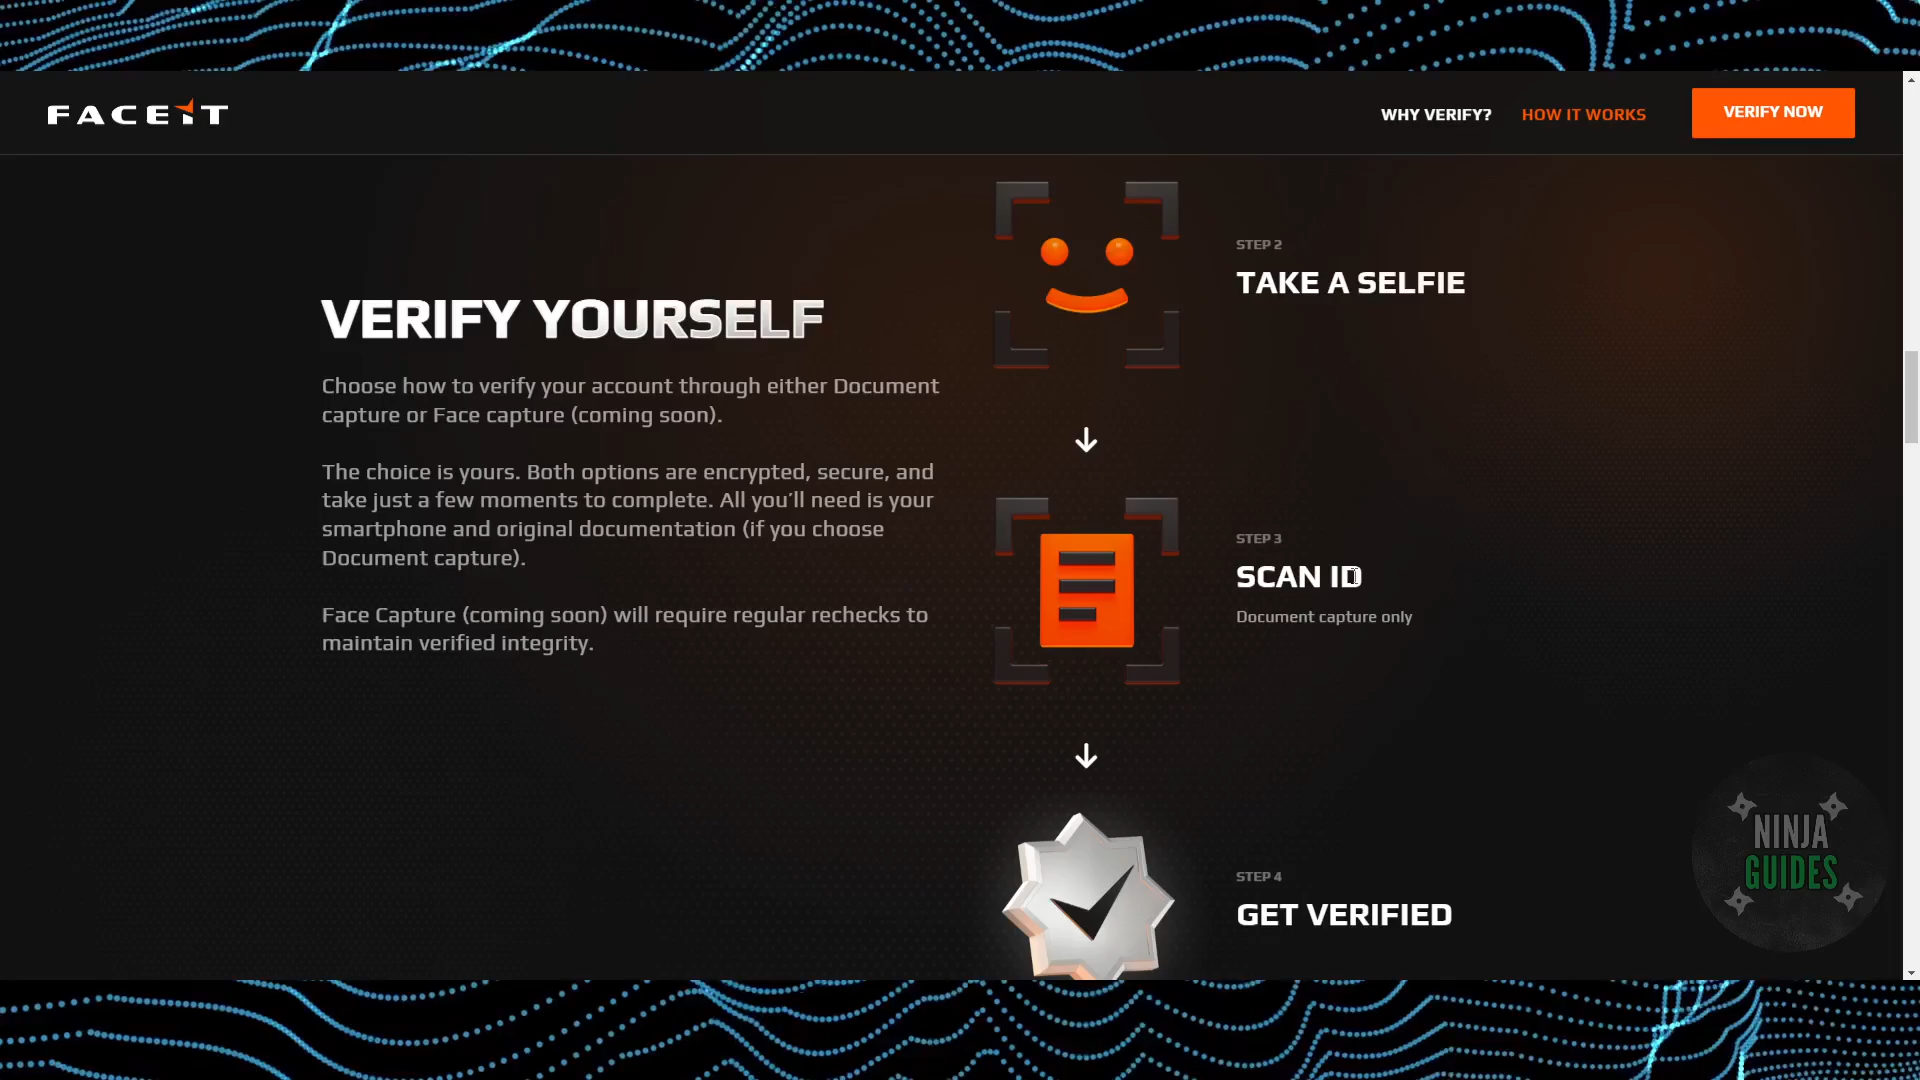 FACEIT
WHY VERIFY?
HOW IT WORKS
VERIFY NOW
VERIFY YOURSELF
Choose how to verify your account through either Document
capture or Face capture (coming soon).
The choice is yours. Both options are encrypted, secure, and
take just a few moments to complete. All you’ll need is your
smartphone and original documentation (if you choose
Document capture).
Face Capture (coming soon) will require regular rechecks to
maintain verified integrity.
STEP 2
TAKE A SELFIE
STEP 3
SCAN ID
Document capture only
STEP 4
GET VERIFIED
NINJA
GUIDES